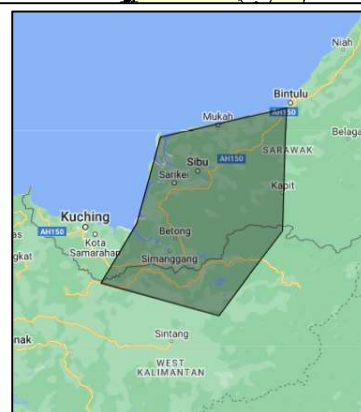 Niah
Bintulu
AH150
Mukah
Belaga
SARAWAK
Sibu
AH150
Sarikei
Kapit
Kuching
AH150
Kota
Samarahan
Betong
Simanggang
Sintang
WEST
KALIMANTAN